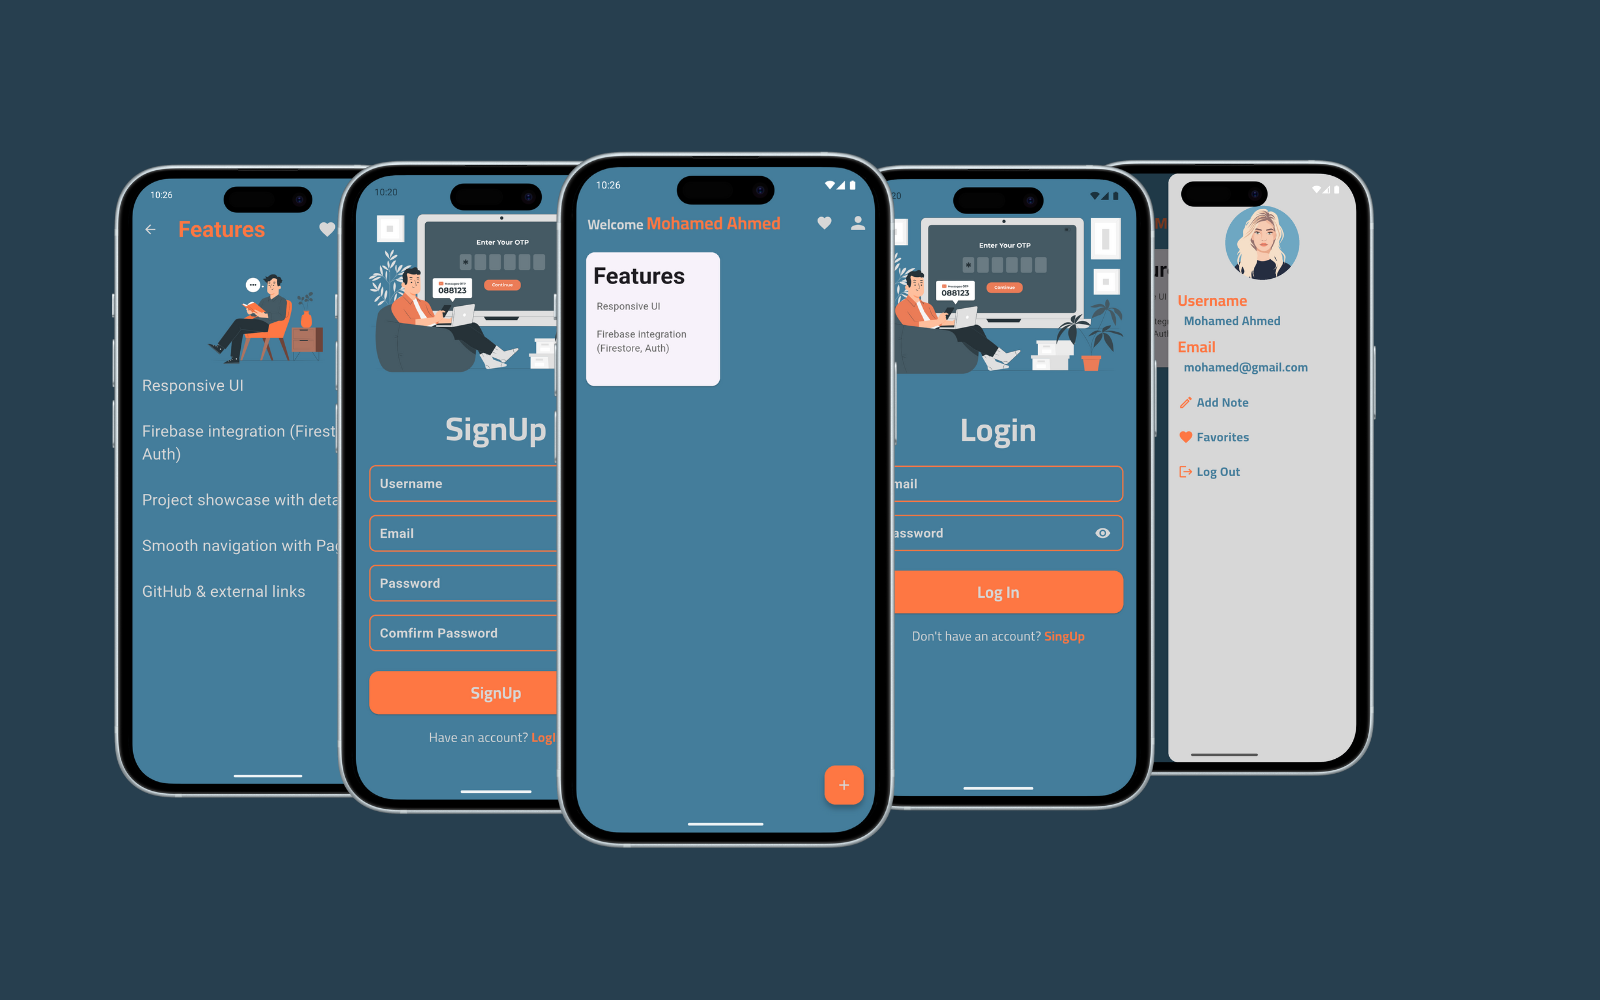 10:26
Features
Responsive UI
Firebase integration (Firest
Auth)
Project showcase with deta
Smooth navigation with Pag
GitHub & external links
10:20
Enter Your OTP
088123
Continue
SignUp
Username
Email
Password
Comfirm Password
SignUp
Have an account? LogI
10:26
Welcome Mohamed Ahmed
Features
Responsive UI
Firebase integration
(Firestore, Auth)
+
20
Enter Your OTP
088123
Continue
Login
mail
assword
Log In
Don't have an account? SingUp
Username
Mohamed Ahmed
Email
mohamed@gmail.com
Add Note
Favorites
Log Out